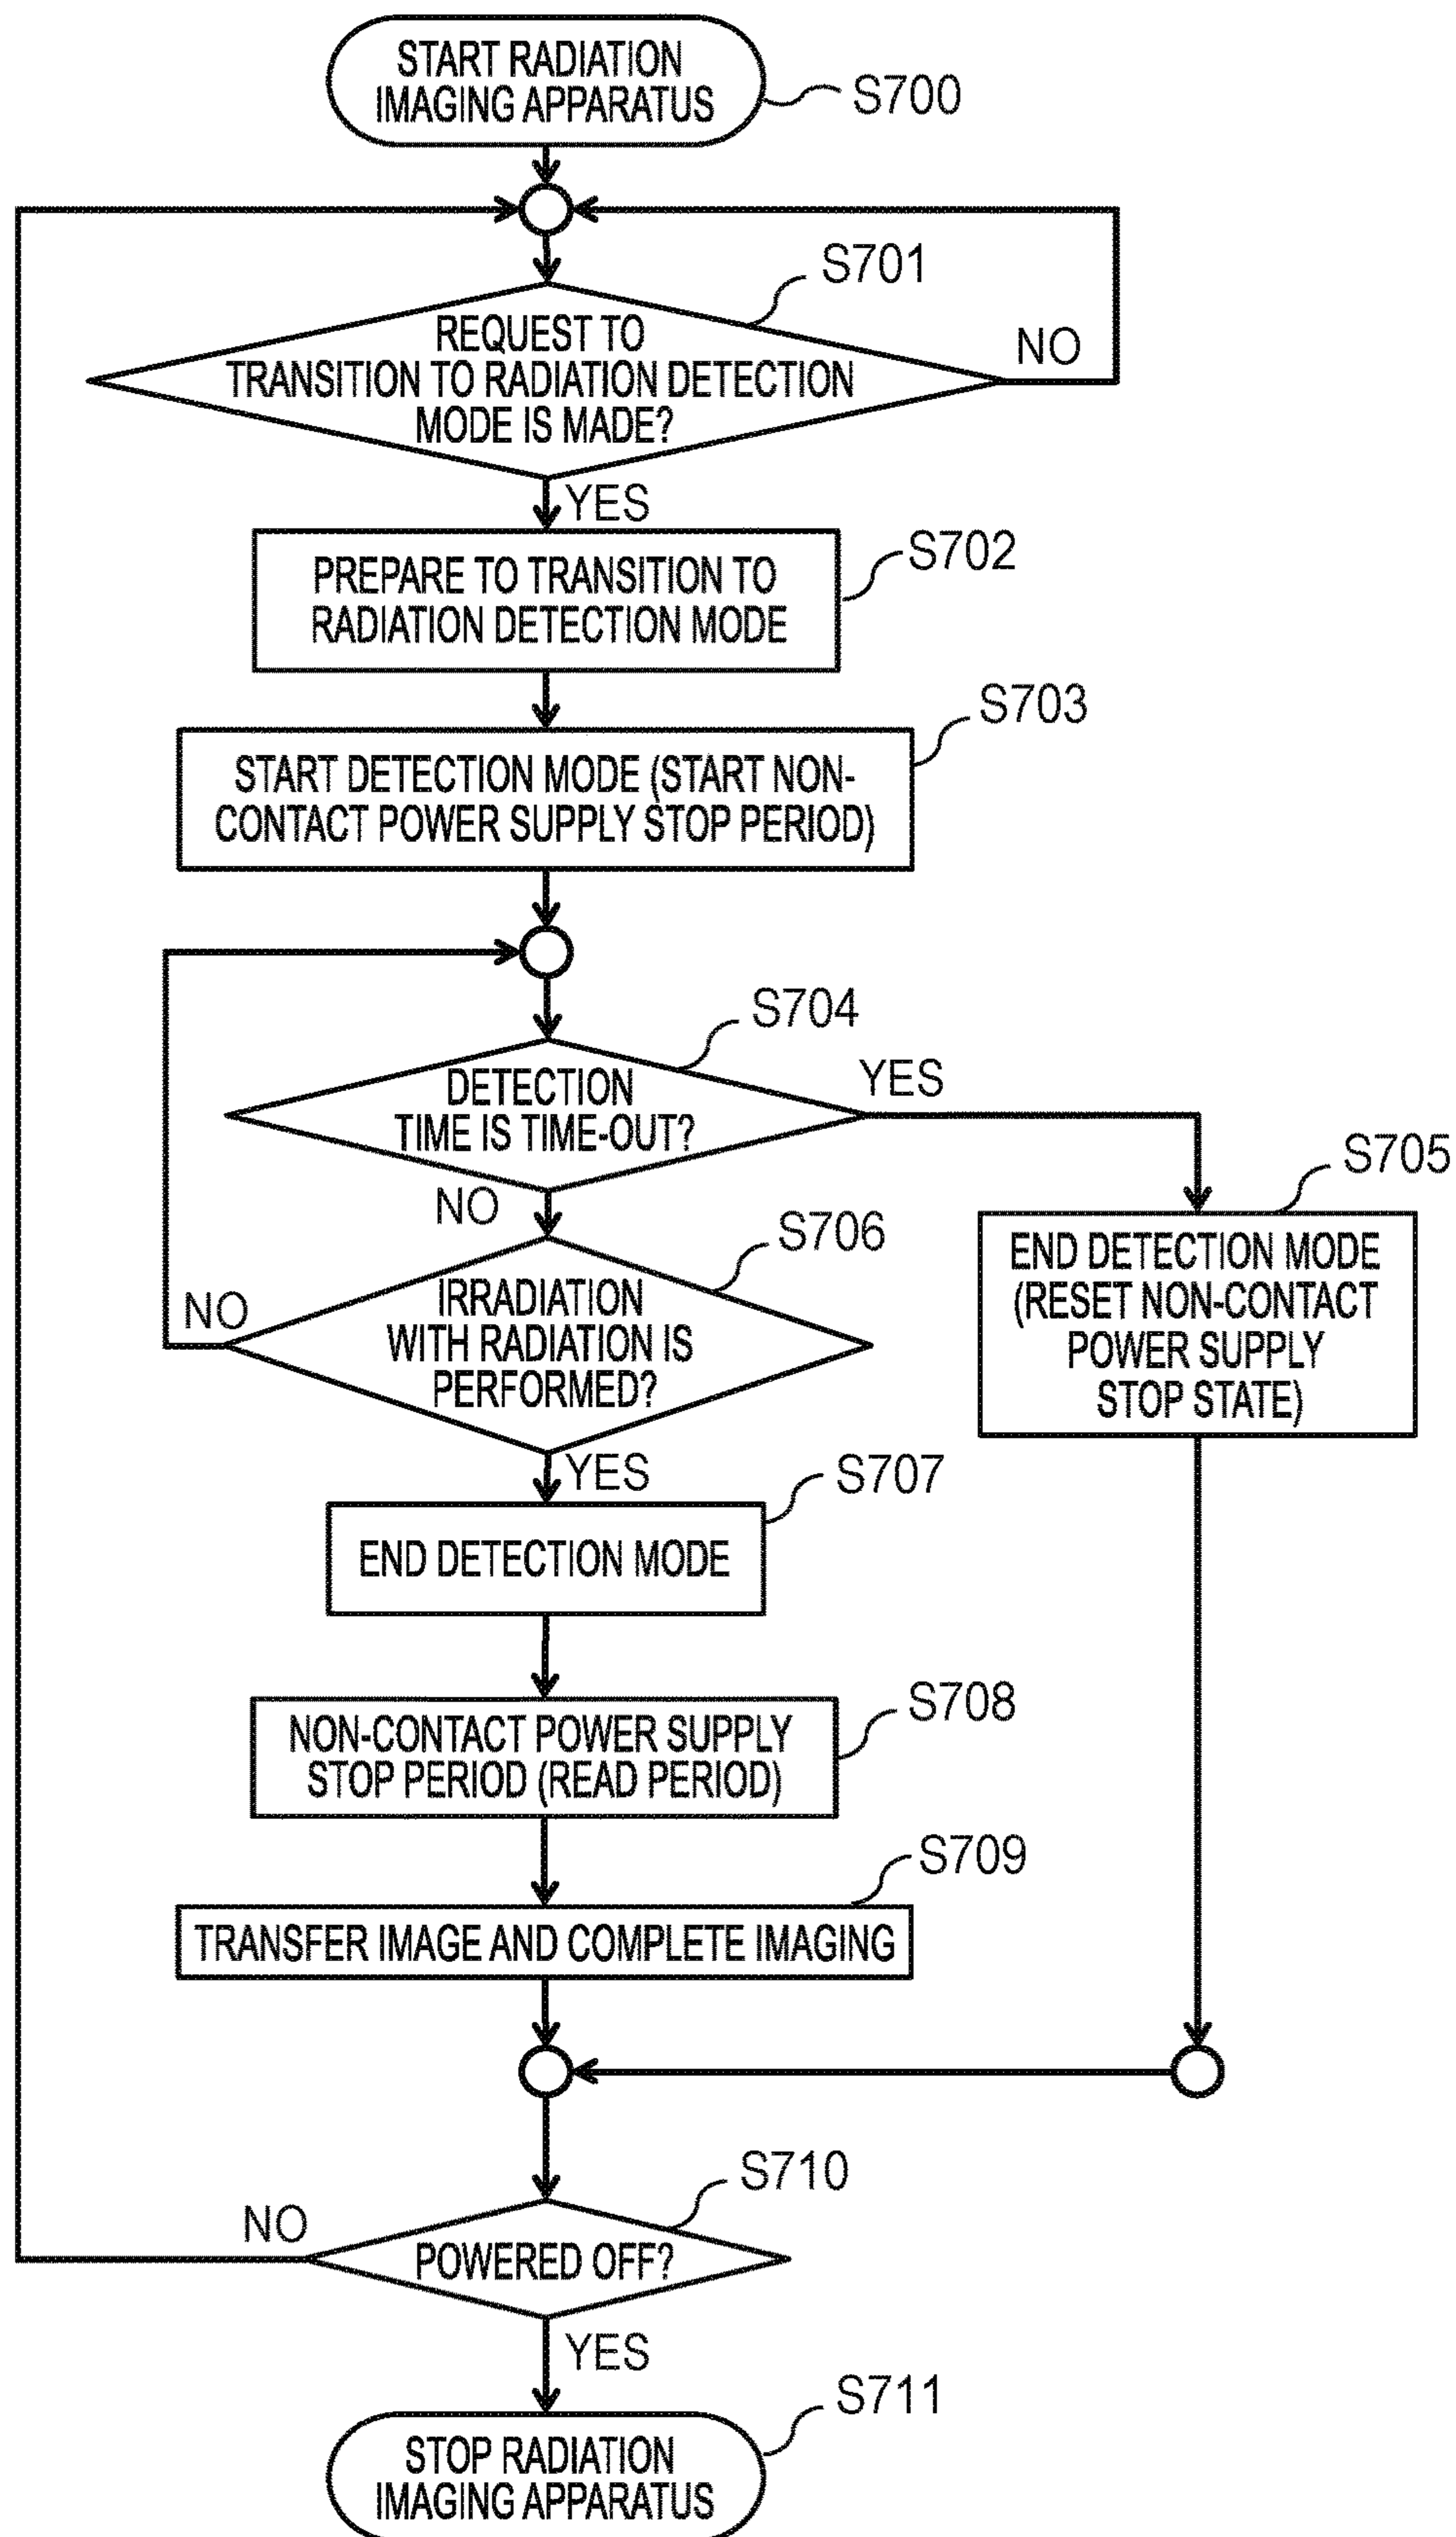 START RADIATION
IMAGING APPARATUS
S700
S701
REQUEST TO
TRANSITION TO RADIATION DETECTION
MODE IS MADE?
NO
YES
S702
PREPARE TO TRANSITION TO
RADIATION DETECTION MODE
S703
START DETECTION MODE (START NON-
CONTACT POWER SUPPLY STOP PERIOD)
S704
DETECTION
TIME IS TIME-OUT?
YES
NO
S705
END DETECTION MODE
(RESET NON-CONTACT
POWER SUPPLY
STOP STATE)
S706
IRRADIATION
WITH RADIATION IS
PERFORMED?
NO
YES
S707
END DETECTION MODE
S708
NON-CONTACT POWER SUPPLY
STOP PERIOD (READ PERIOD)
S709
TRANSFER IMAGE AND COMPLETE IMAGING
S710
POWERED OFF?
NO
YES
S711
STOP RADIATION
IMAGING APPARATUS